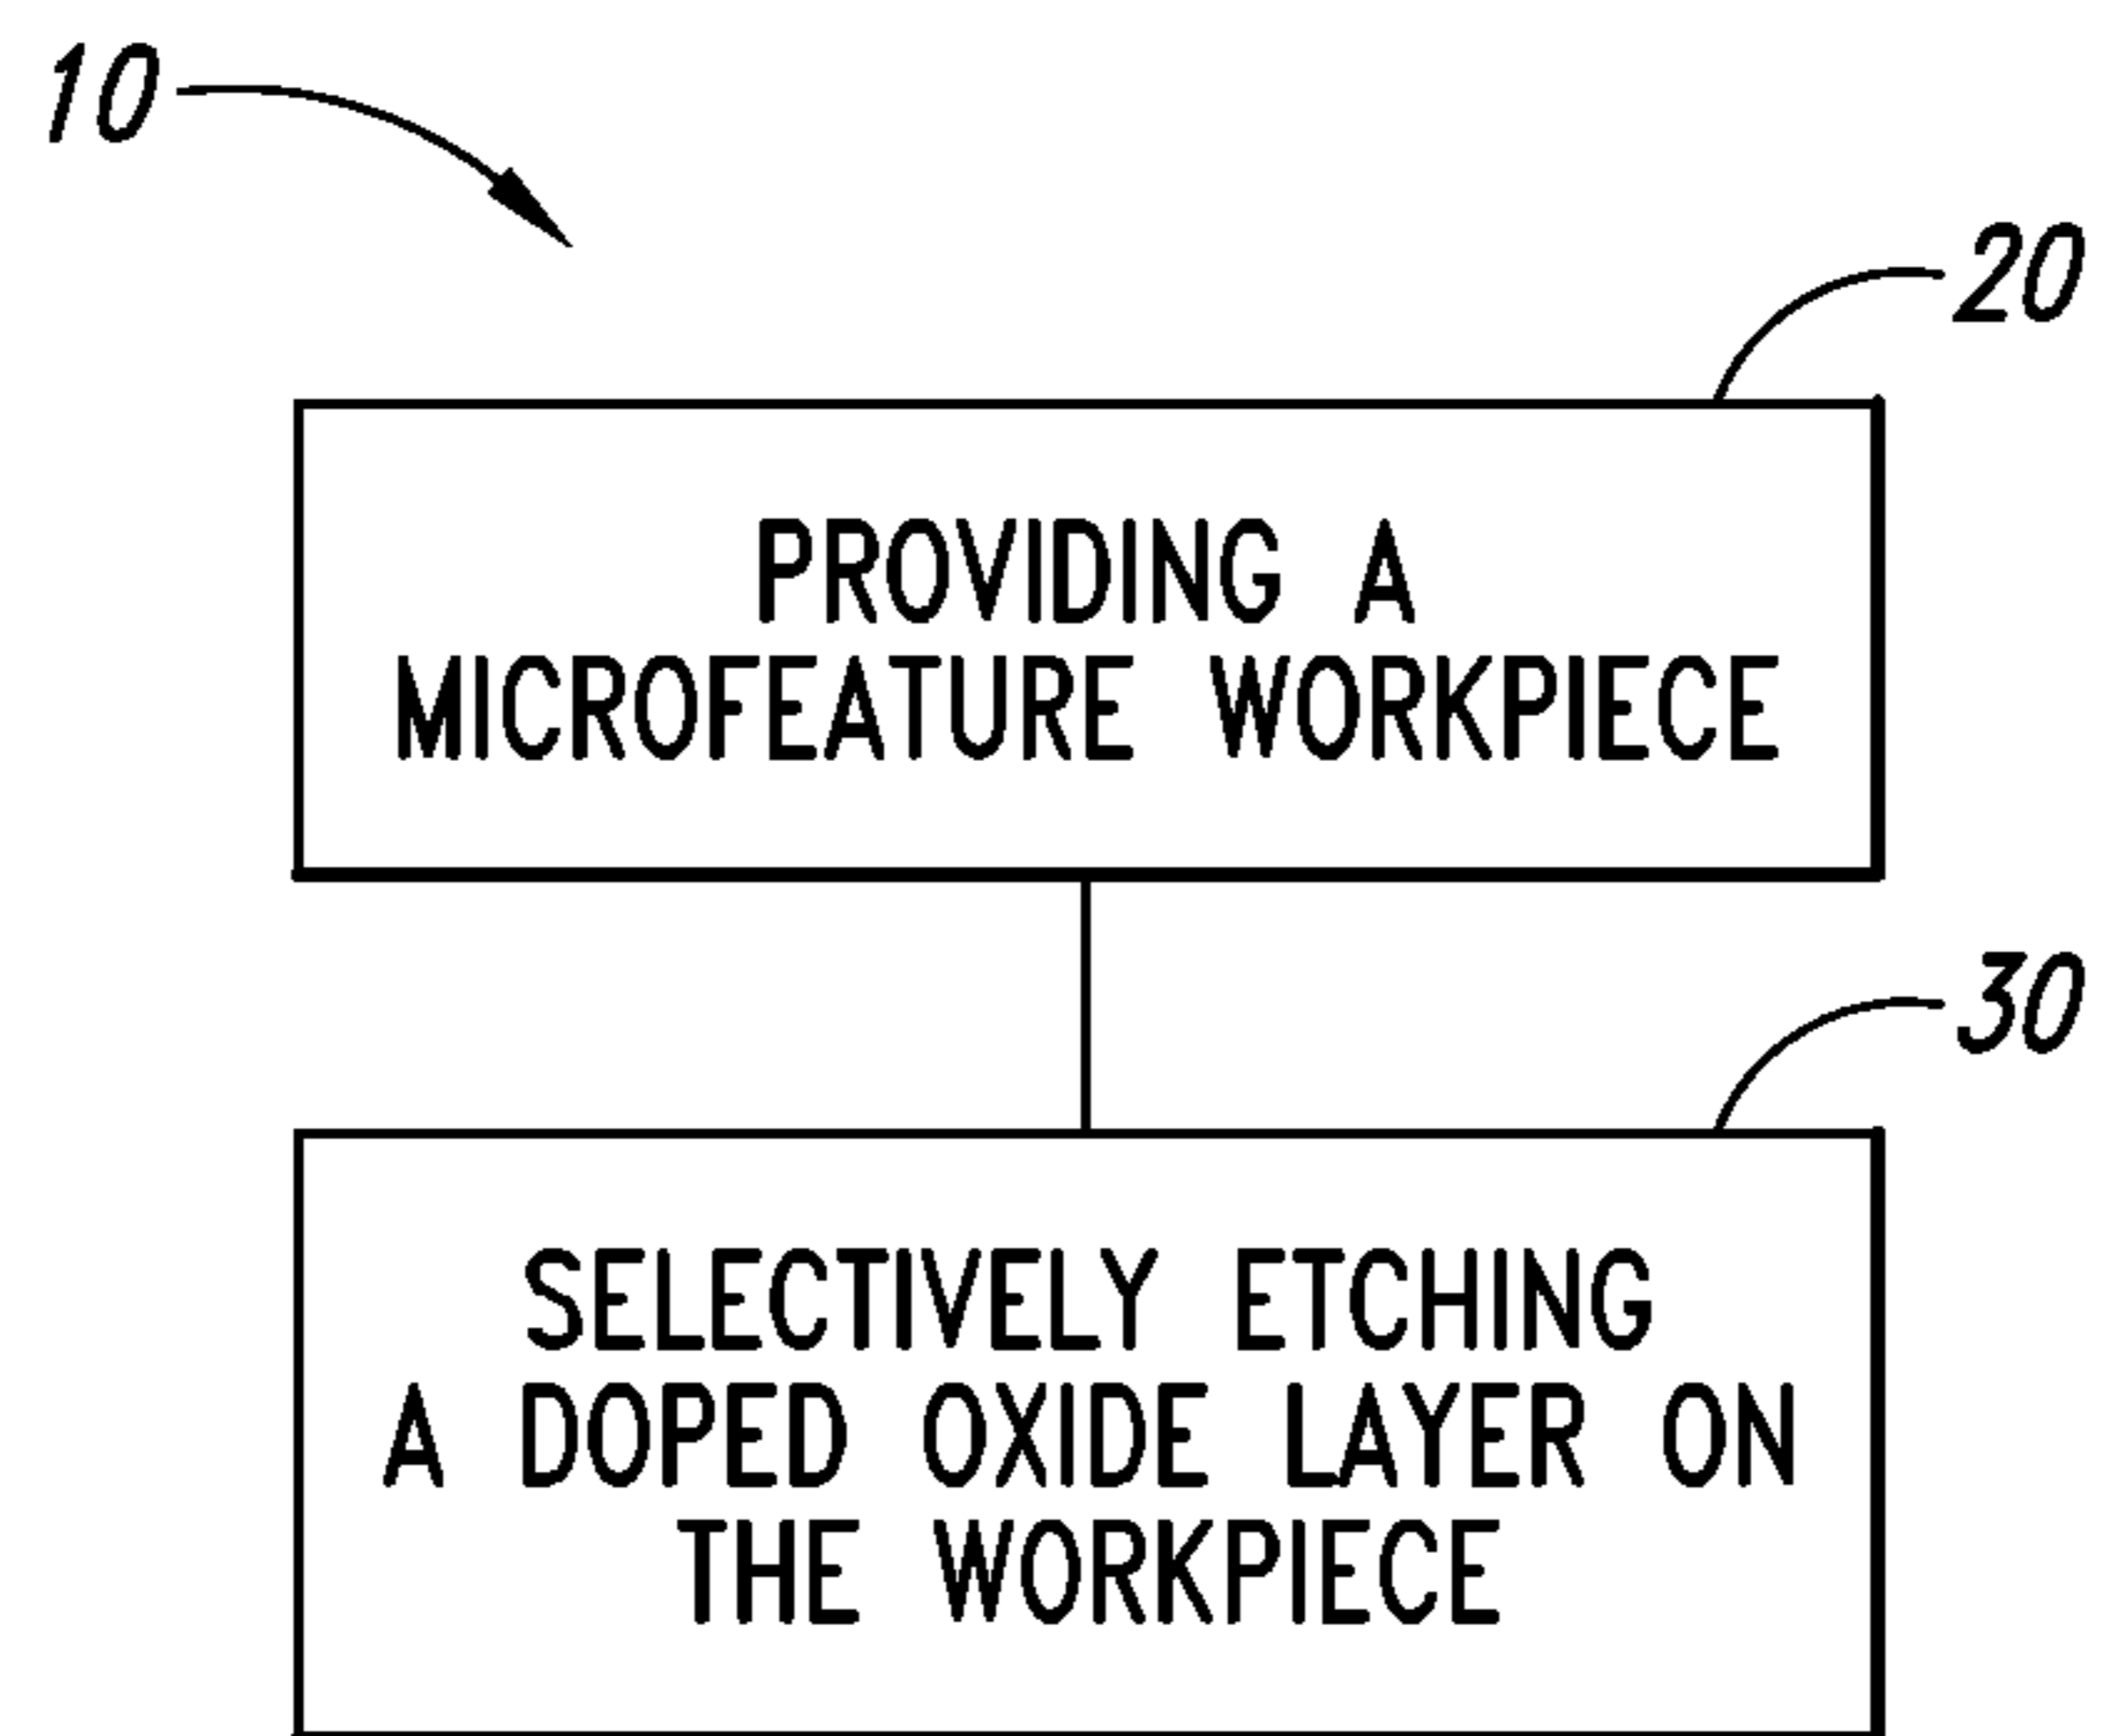 10
20
PROVIDING A
MICROFEATURE WORKPIECE
30
SELECTIVELY ETCHING
A DOPED OXIDE LAYER ON
THE WORKPIECE